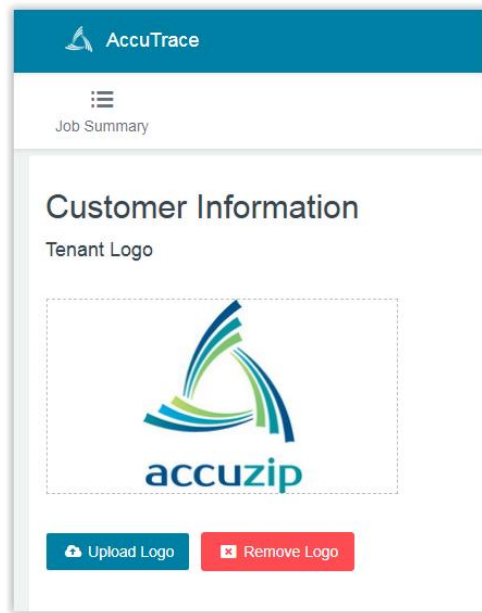 AccuTrace
Job Summary
Customer Information
Tenant Logo
accuzip
Upload Logo
Remove Logo